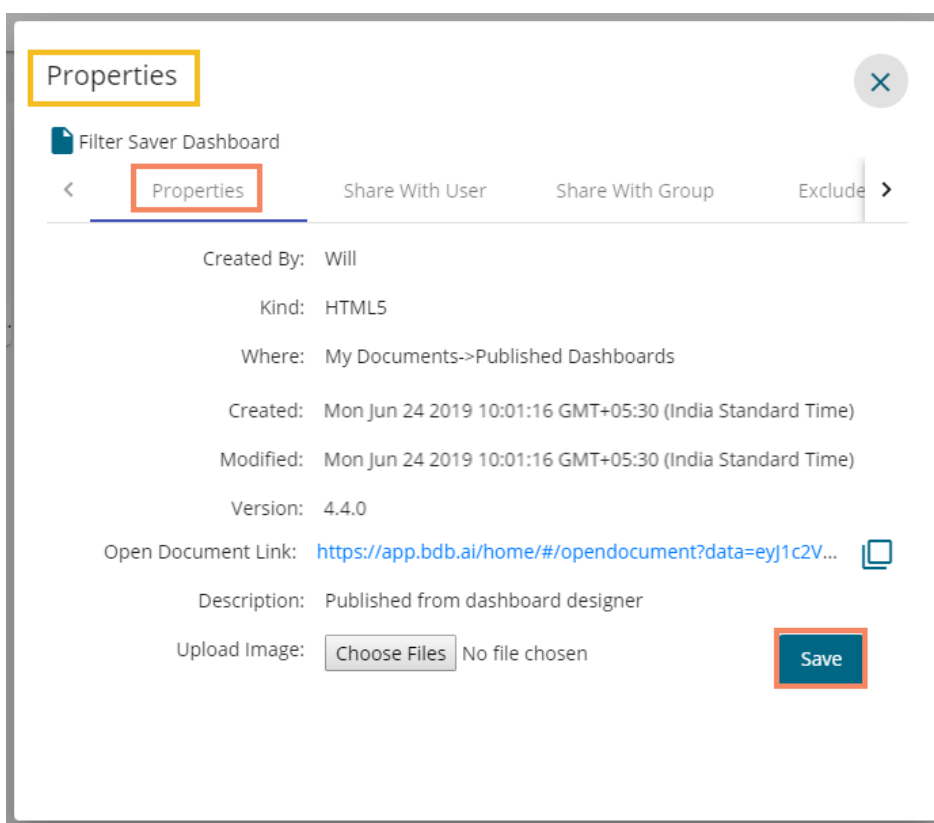 Properties
Filter Saver Dashboard
Properties Share With User Share With Group Exclude
Created By: Will
Kind: HTML5
Where: My Documents->Published Dashboards
Created: Mon Jun 24 2019 10:01:16 GMT+05:30 (India Standard Time)
Modified: Mon Jun 24 2019 10:01:16 GMT+05:30 (India Standard Time)
Version: 4.4.0
Open Document Link: https://app.bdb.ai/home/#/opendocument?data=eyJ1c2V...
Description: Published from dashboard designer
Upload Image: Choose Files No file chosen
Save